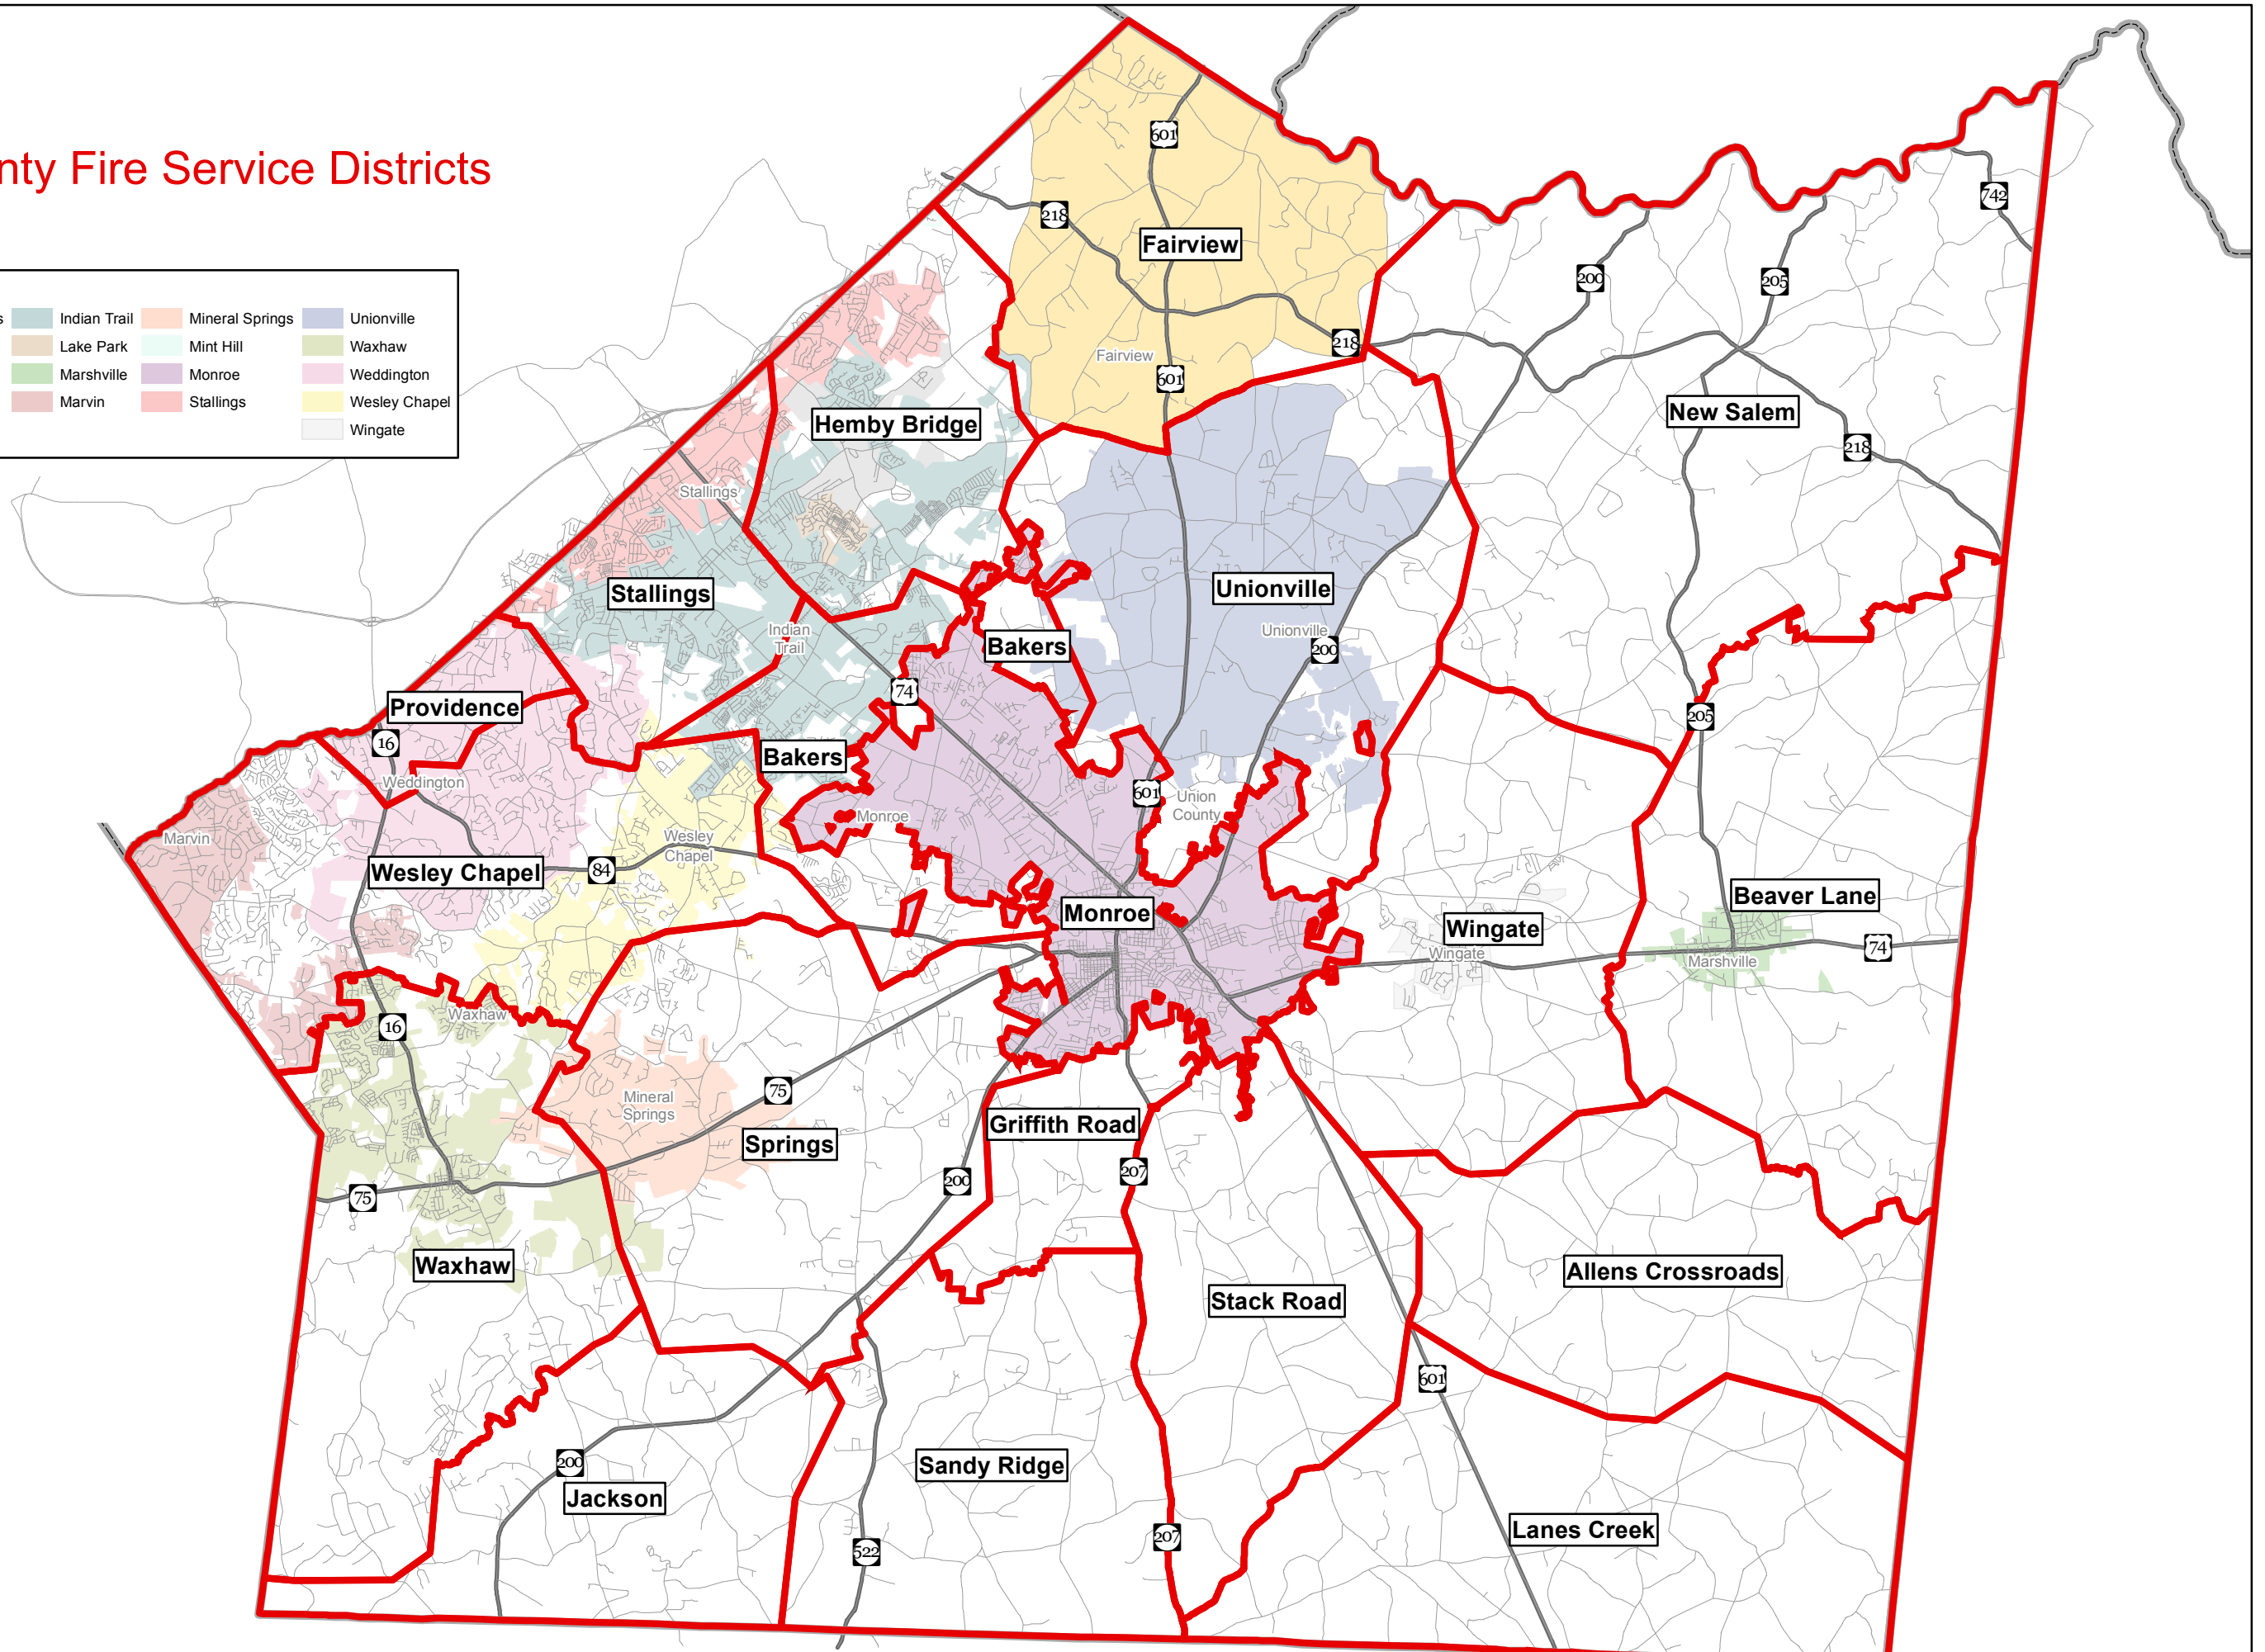 nty Fire Service Districts
s
Indian Trail
Mineral Springs
Unionville
Lake Park
Mint Hill
Waxhaw
Marshville
Monroe
Weddington
Marvin
Stallings
Wesley Chapel
Wingate
601
742
218
Fairview
200
205
218
Fairview
601
New Salem
Hemby Bridge
218
Stallings
Stallings
Unionville
Indian
Trail
Unionville
Bakers
200
74
Providence
205
16
Bakers
Weddington
601
Union
County
Monroe
Marvin
Wesley
Chapel
Wesley Chapel
84
Beaver Lane
Monroe
Wingate
Wingate
74
Marshville
Waxhaw
16
75
Mineral
Springs
Griffith Road
Springs
207
200
75
Waxhaw
Allens Crossroads
Stack Road
601
200
Sandy Ridge
Jackson
207
Lanes Creek
522